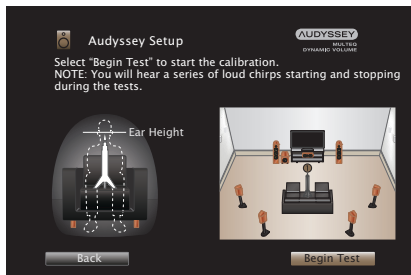 Audyssey Setup
AUDYSSEY
MULTEQ
DYNAMIC VOLUME
Select “Begin Test” to start the calibration.
NOTE: You will hear a series of loud chirps starting and stopping
during the tests.
Ear Height
Back
Begin Test